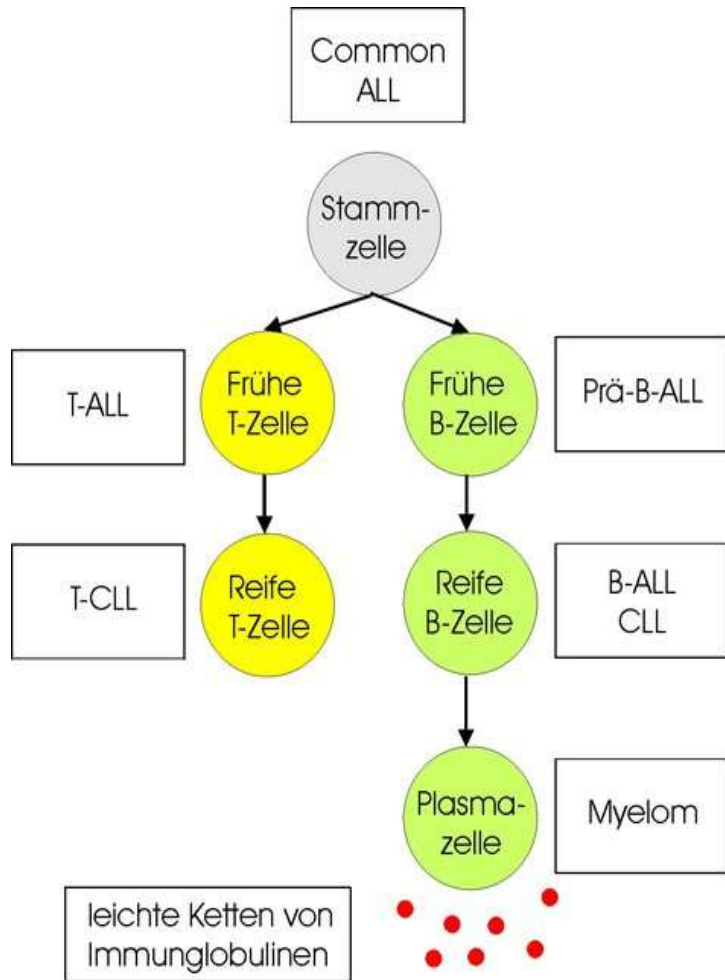 Common
ALL
Stamm-
zelle
T-ALL
Frühe
T-Zelle
Frühe
B-Zelle
Prä-B-ALL
T-CLL
Reife
T-Zelle
Reife
B-Zelle
B-ALL
CLL
Plasma-
zelle
Myelom
leichte Ketten von
Immunglobulinen